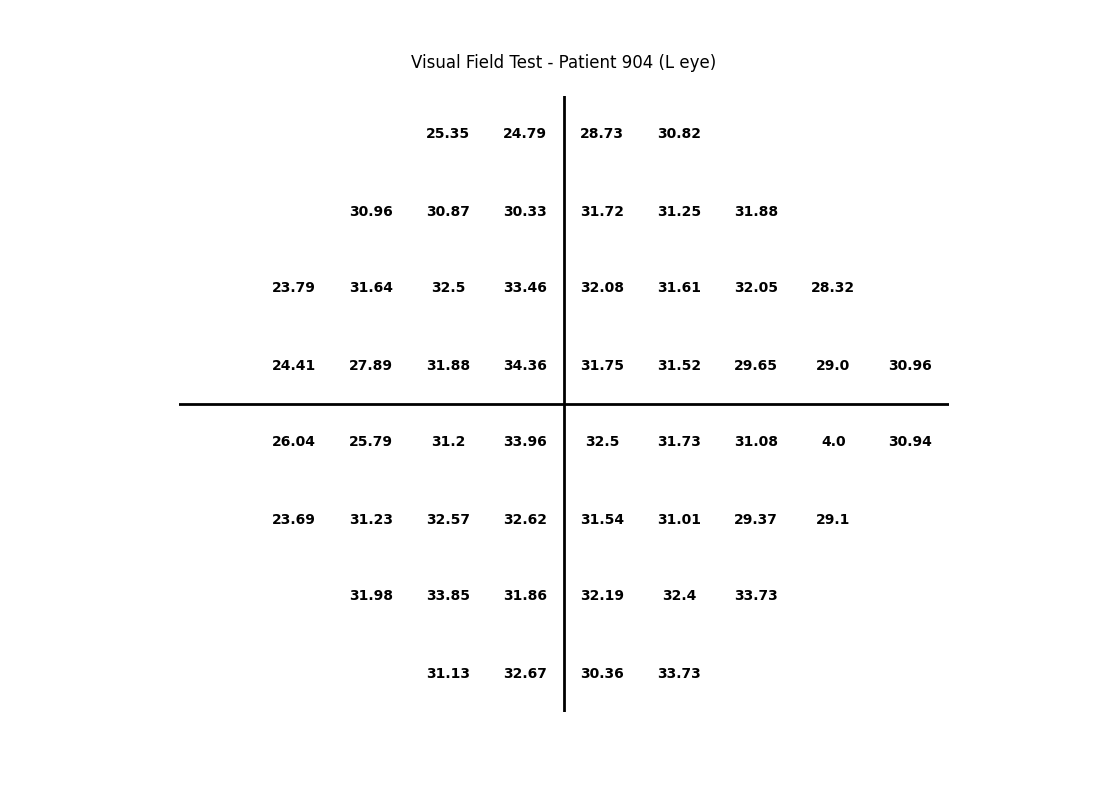 Visual Field Test - Patient 904 (L eye)
25.35 24.79 28.73 30.82
30.96 30.87 30.33 31.72 31.25 31.88
23.79 31.64 32.5 33.46 32.08 31.61 32.05 28.32
24.41 27.89 31.88 34.36 31.75 31.52 29.65 29.0 30.96
26.04 25.79 31.2 33.96 32.5 31.73 31.08 4.0 30.94
23.69 31.23 32.57 32.62 31.54 31.01 29.37 29.1
31.98 33.85 31.86 32.19 32.4 33.73
31.13 32.67 30.36 33.73